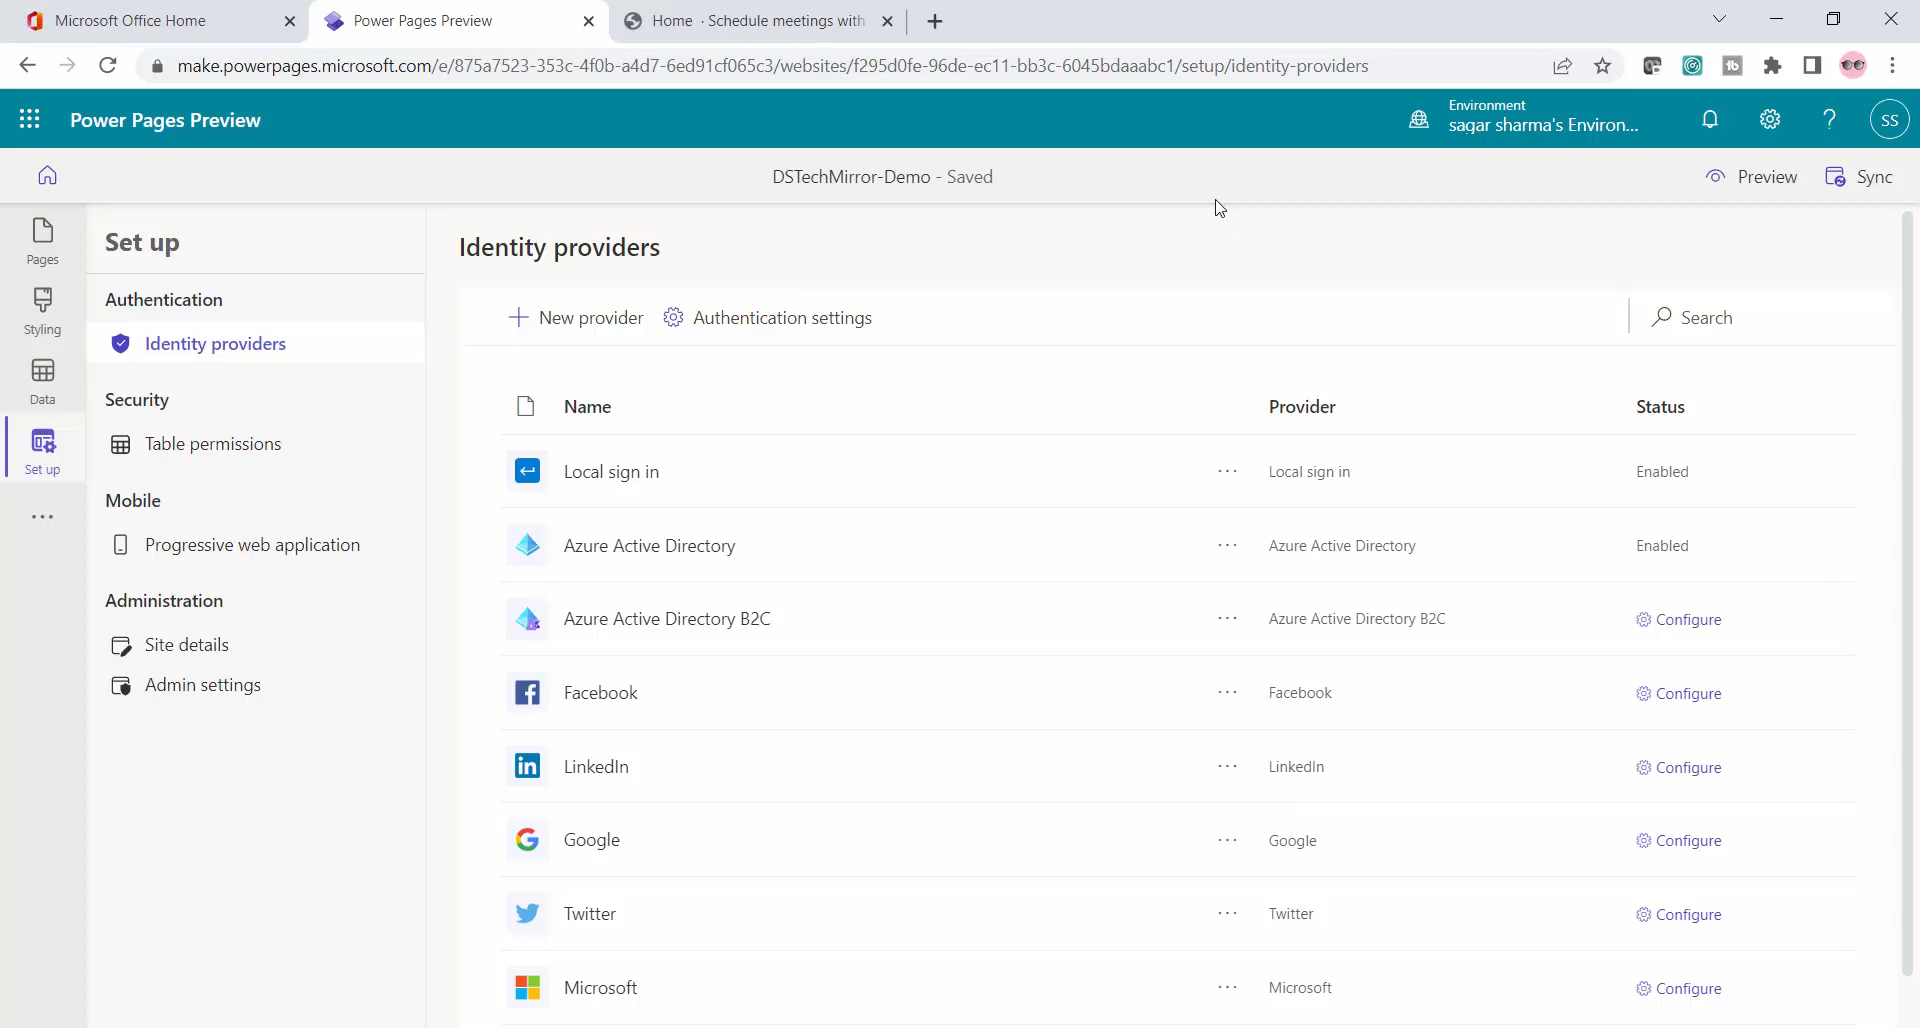 Microsoft Office Home
Power Pages Preview
Home · Schedule meetings with
make.powerpages.microsoft.com/e/875a7523-353c-4f0b-a4d7-6ed91cf065c3/websites/f295d0fe-96de-ec11-bb3c-6045bdaaabc1/setup/identity-providers
Power Pages Preview
Environment
sagar sharma's Environ...
SS
DSTechMirror-Demo - Saved
Preview
Sync
Pages
Styling
Data
Set up
Set up
Authentication
Identity providers
Security
Table permissions
Mobile
Progressive web application
Administration
Site details
Admin settings
Identity providers
New provider
Authentication settings
Search
Name Provider Status
Local sign in ... Local sign in Enabled
Azure Active Directory ... Azure Active Directory Enabled
Azure Active Directory B2C ... Azure Active Directory B2C Configure
Facebook ... Facebook Configure
LinkedIn ... LinkedIn Configure
Google ... Google Configure
Twitter ... Twitter Configure
Microsoft ... Microsoft Configure